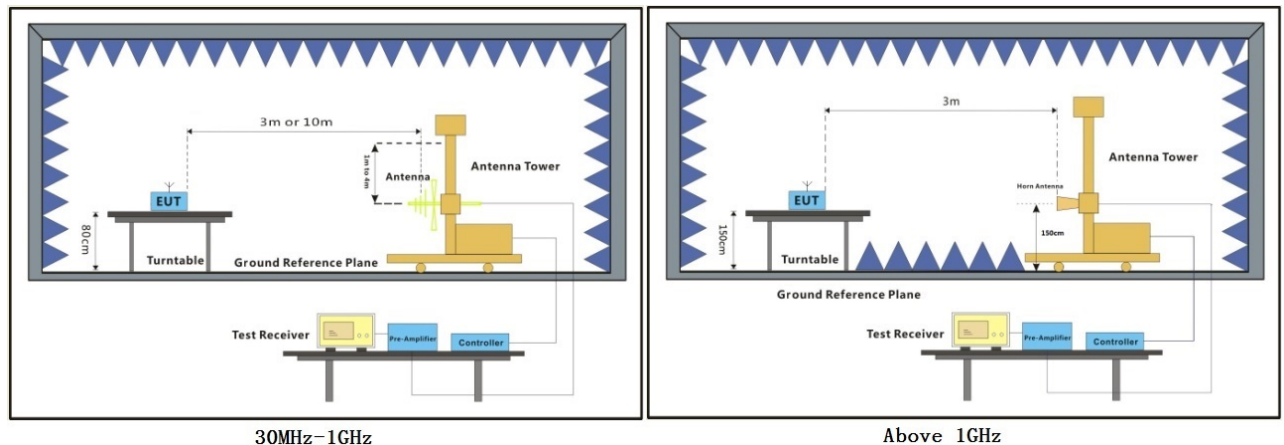 3m or 10m
1m to 4m
Antenna
Antenna Tower
EUT
80cm
Turntable
Ground Reference Plane
Test Receiver
Pre-Amplifier
Controller
30MHz-1GHz
3m
Antenna Tower
Horn Antenna
EUT
150cm
150cm
Turntable
Ground Reference Plane
Test Receiver
Pre-Amplifier
Controller
Above 1GHz